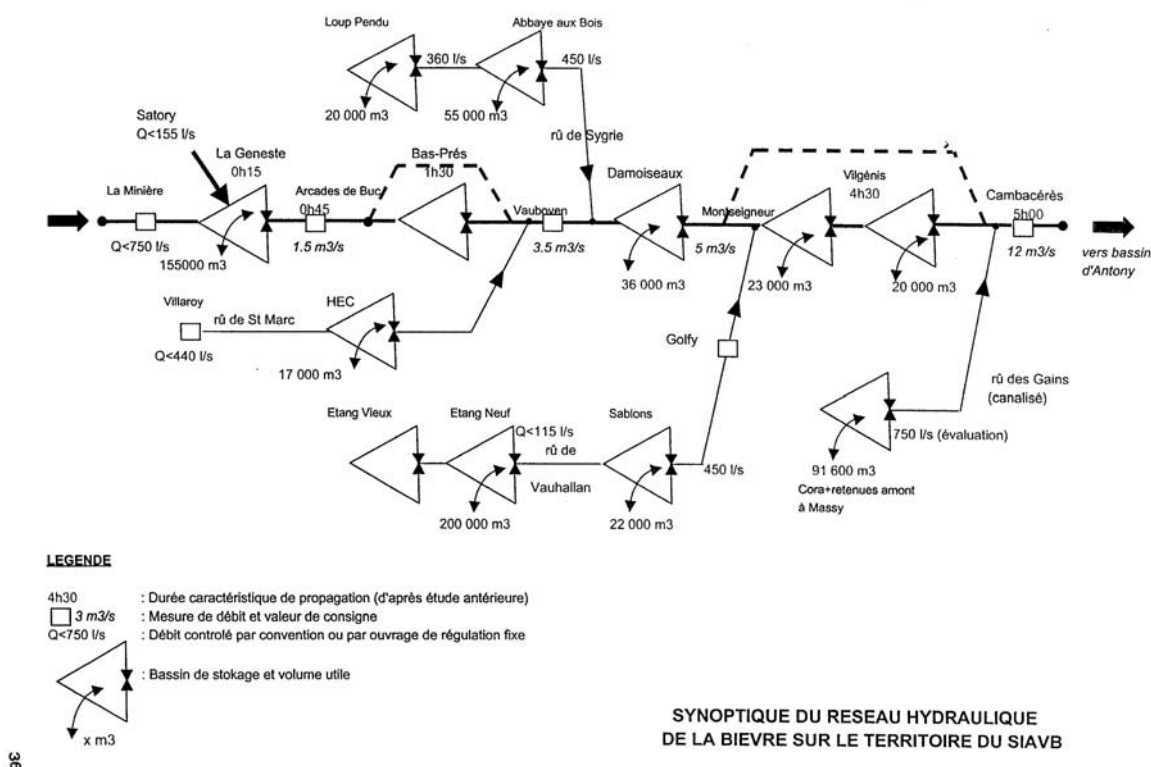 Loup Pendu
Abbaye aux Bois
360 l/s
450 l/s
20 000 m3
55 000 m3
Satory
Q<155 l/s
rû de Sygrie
La Geneste
0h15
Bas-Prés
1h30
Damoiseaux
Vilgénis
4h30
La Minière
Arcades de Buc
0h45
Vauboyen
Montseigneur
Cambacérès
5h00
Q<750 l/s
1.5 m3/s
3.5 m3/s
5 m3/s
12 m3/s
vers bassin
d'Antony
155000 m3
36 000 m3
23 000 m3
20 000 m3
Villaroy
rû de St Marc
HEC
Golfy
Q<440 l/s
17 000 m3
rû des Gains
(canalisé)
Etang Vieux
Etang Neuf
Q<115 l/s
rû de
Vauhallan
Sablons
450 l/s
750 l/s (évaluation)
200 000 m3
22 000 m3
91 600 m3
Cora+retenues amont
à Massy
LEGENDE
4h30 : Durée caractéristique de propagation (d'après étude antérieure)
3 m3/s : Mesure de débit et valeur de consigne
Q<750 l/s : Débit controlé par convention ou par ouvrage de régulation fixe
: Bassin de stokage et volume utile
x m3
SYNOPTIQUE DU RESEAU HYDRAULIQUE
DE LA BIEVRE SUR LE TERRITOIRE DU SIAVB
36